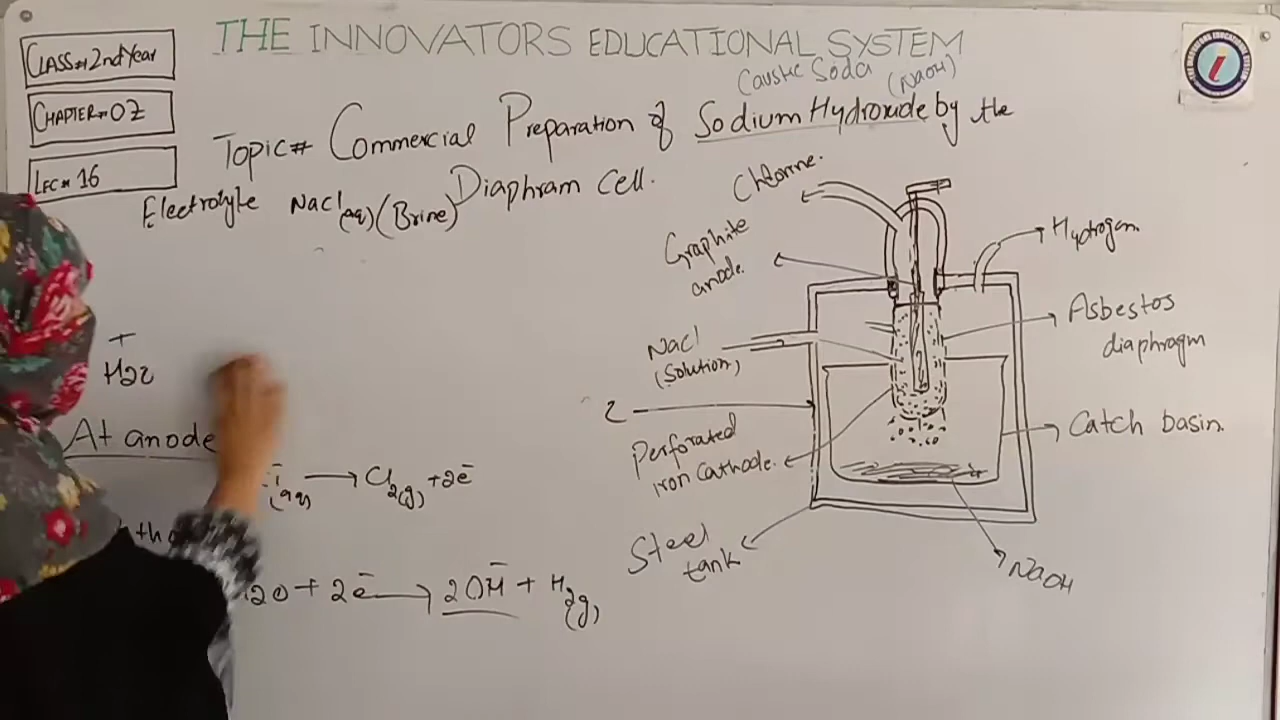 THE INNOVATORS EDUCATIONAL SYSTEM
CLASS# 2nd Year
CHAPTER# 02
LEC# 16
Caustic Soda (NaOH)
Topic# Commercial Preparation of Sodium Hydroxide by the
Diaphram Cell.
Electrolyte NaCl(aq) (Brine)
At anode
(aq) → Cl2(g) + 2e-
2O + 2e- → 2OH- + H2(g)
Chlorine.
Graphite
anode.
NaCl
(Solution)
Perforated
iron cathode.
Steel
tank
Hydrogen
Asbestos
diaphragm
Catch basin.
NaOH